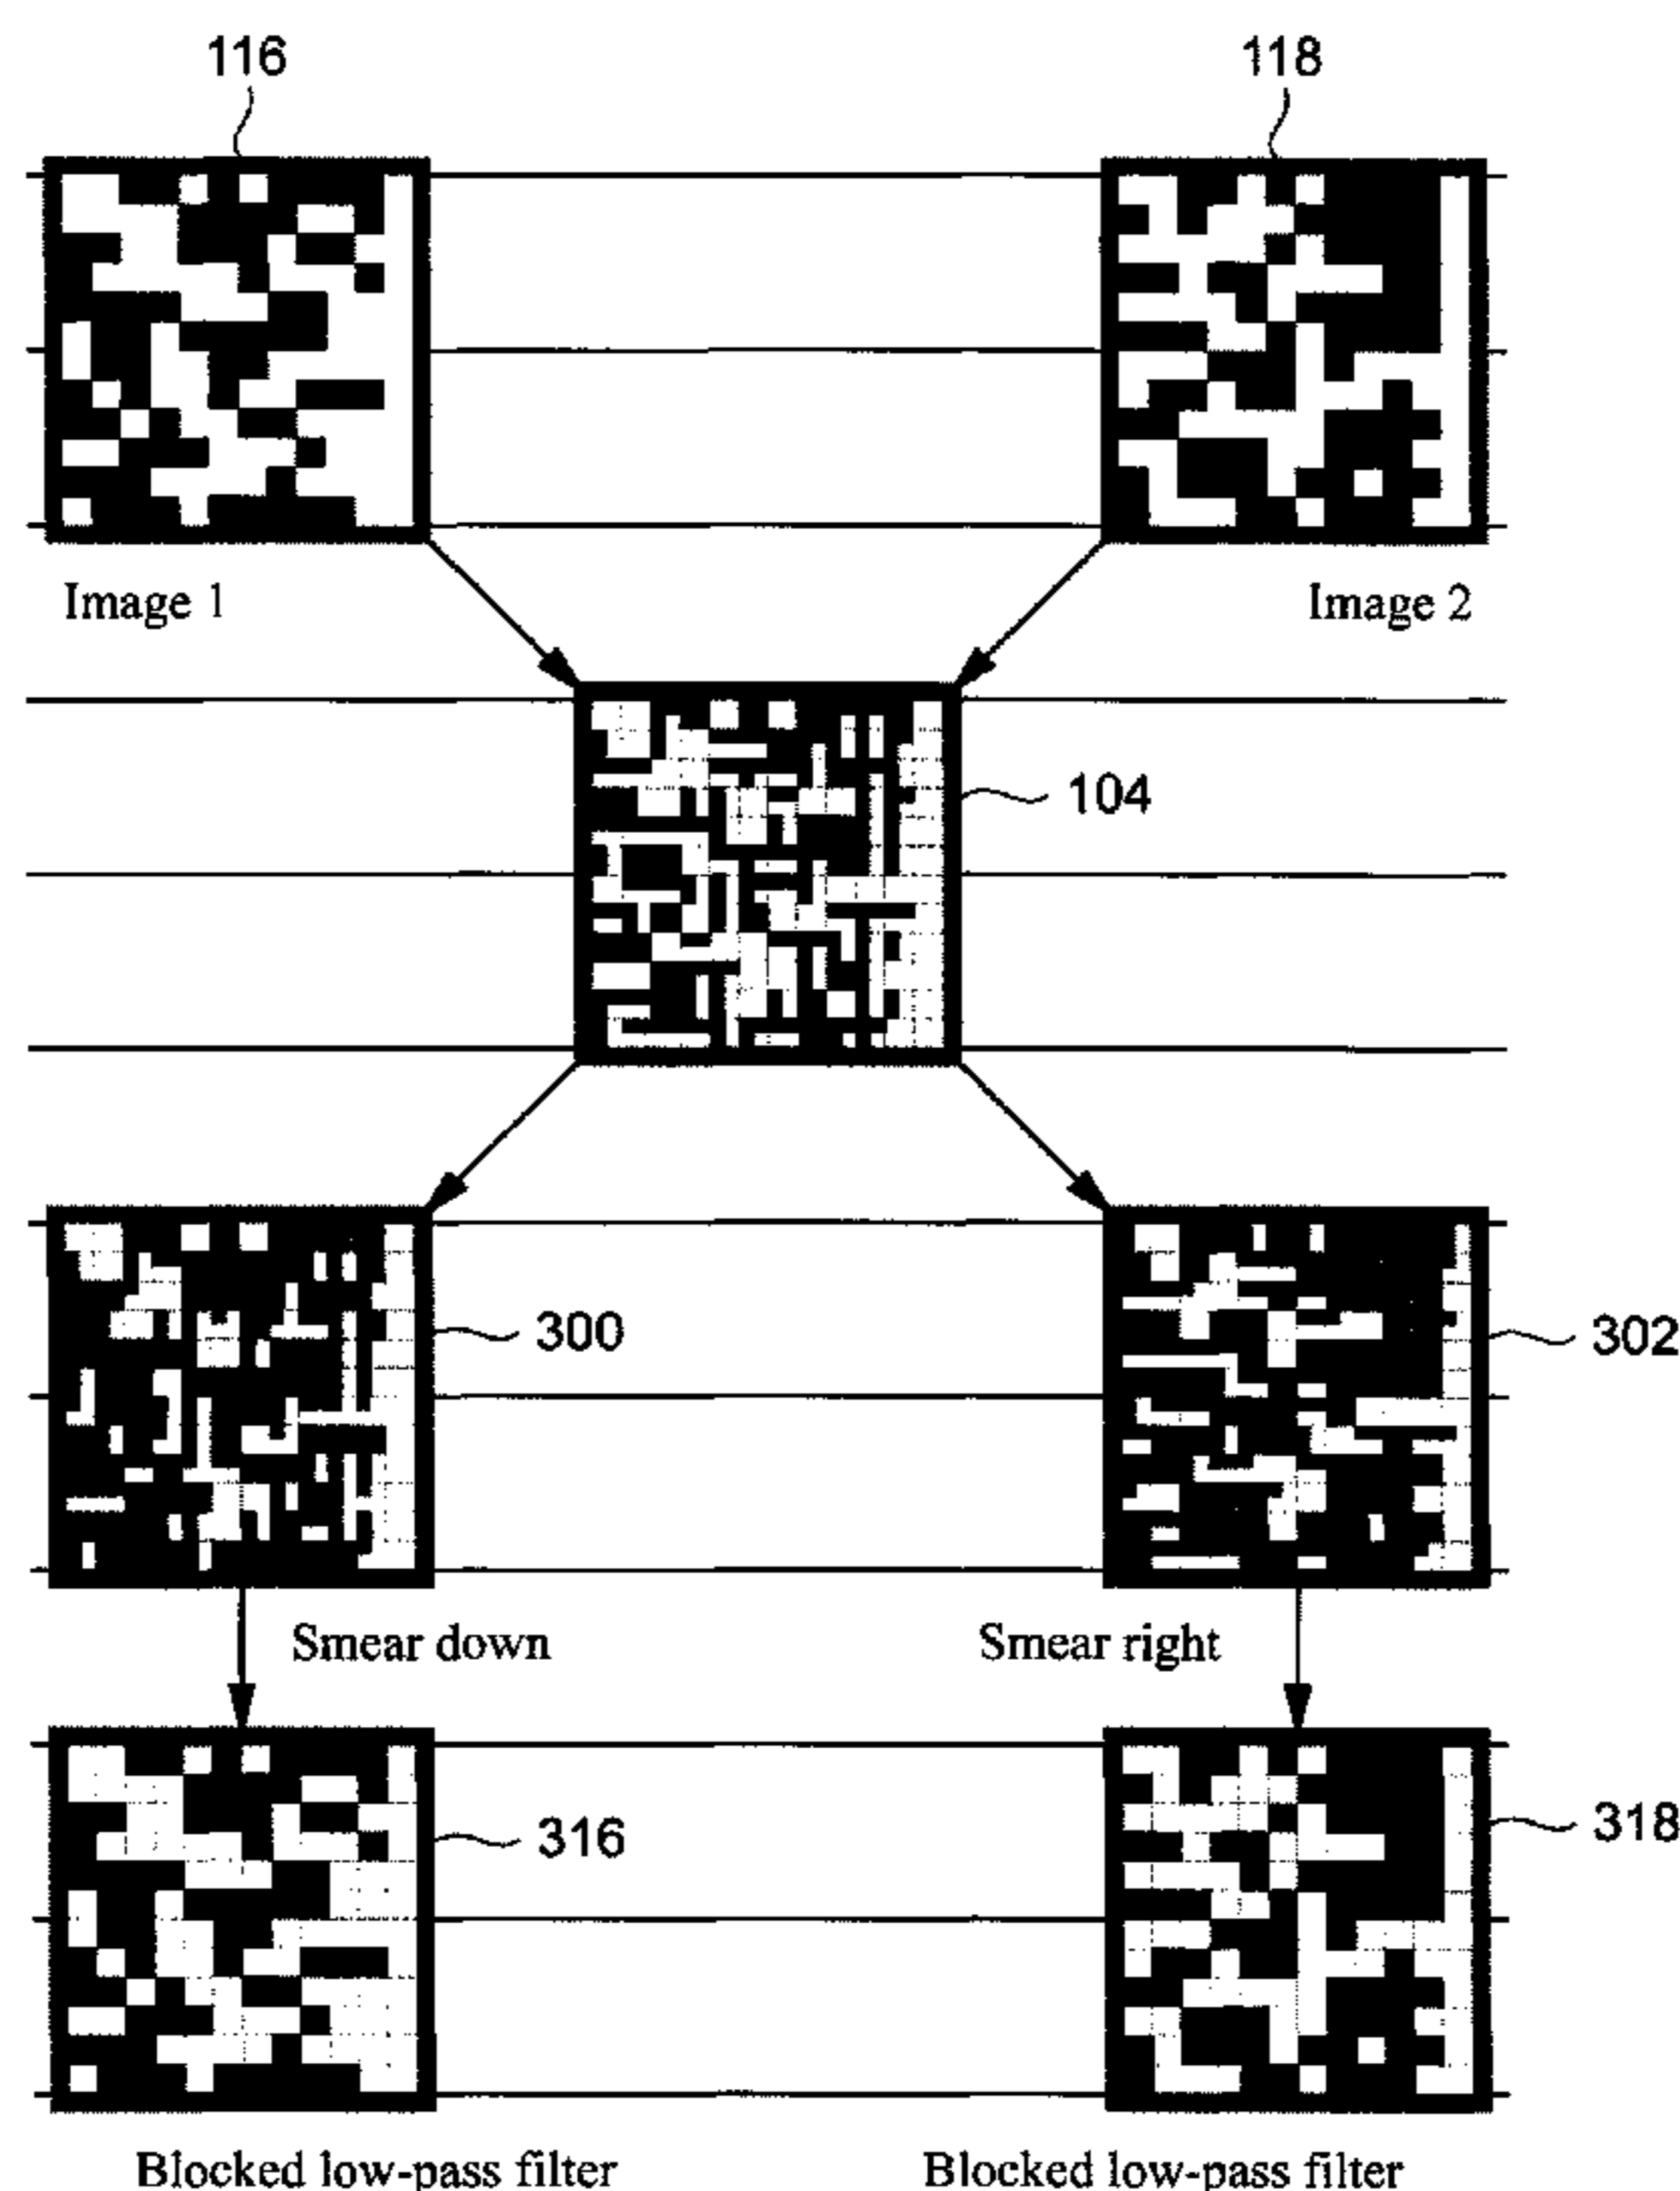 116
118
Image 1
Image 2
104
300
302
Smear down
Smear right
316
318
Blocked low-pass filter
Blocked low-pass filter